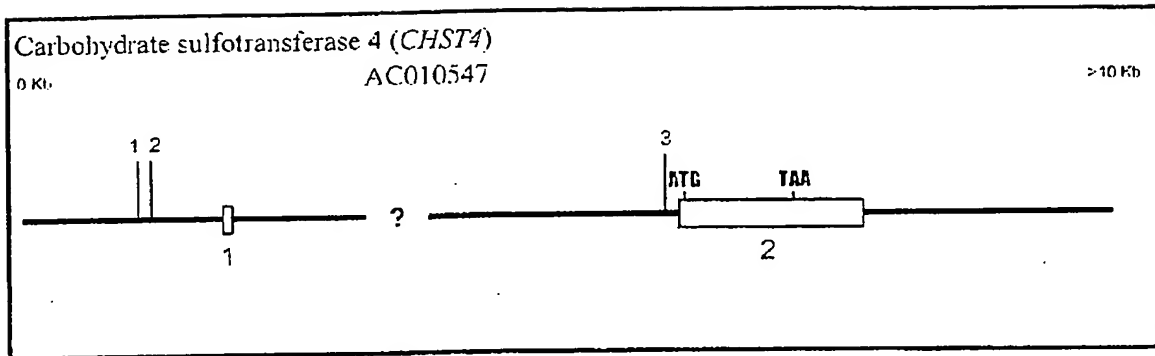 Carbohydrate sulfotransferase 4 (CHST4)
0 Kb AC010547 >10 Kb
1 2 3
ATG TAA
?
1 2